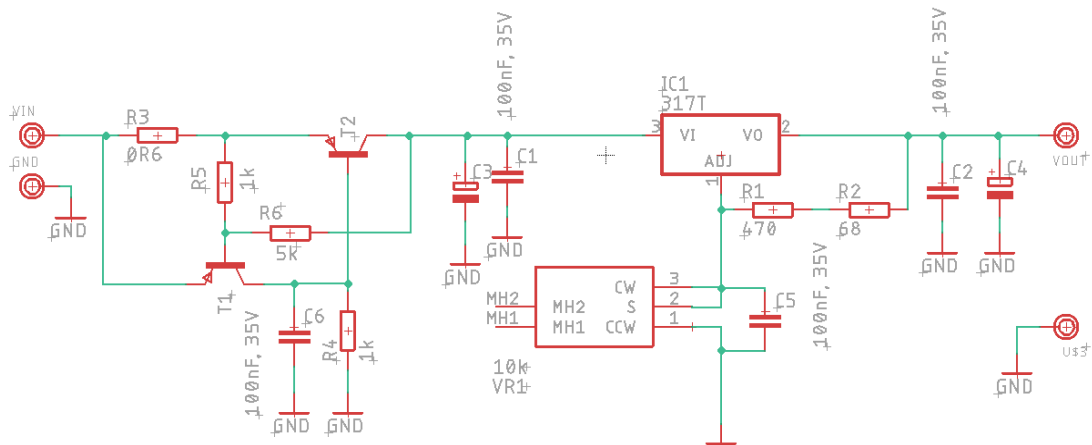 VIN
GND
GND
R3
0R6
R5
1k
R6
5k
T1
T2
100nF, 35V
C6
GND
R4
1k
GND
100nF, 35V
C3
GND
C1
GND
IC1
317T
3
VI
VO
2
ADJ
1
R1
470
R2
68
MH2
MH1
MH2
MH1
CW
S
CCW
3
2
1
10k
VR1
100nF, 35V
C5
100nF, 35V
C2
GND
C4
GND
VOUT
U$3
GND